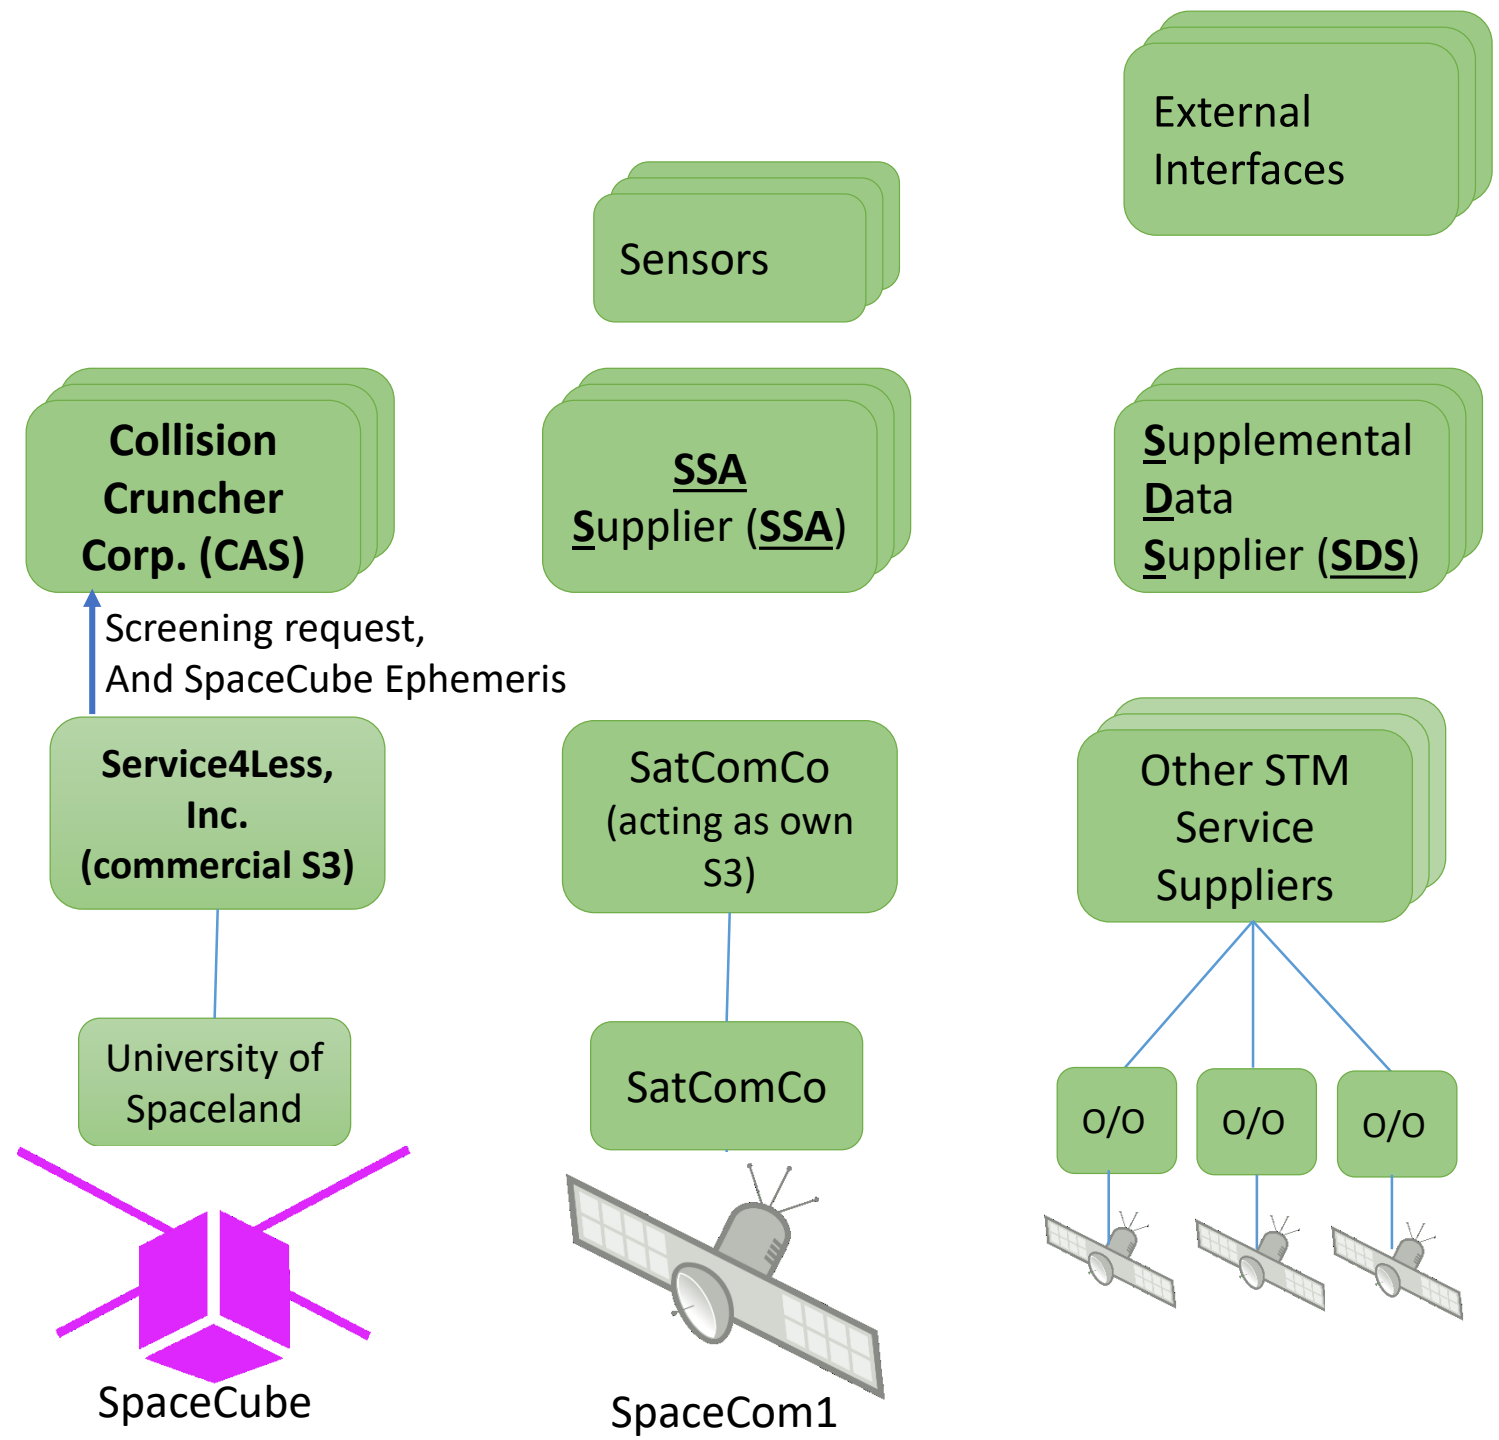 External
Interfaces
Sensors
Collision
Cruncher
Corp. (CAS)
SSA
Supplier (SSA)
Supplemental
Data
Supplier (SDS)
Screening request,
And SpaceCube Ephemeris
Service4Less,
Inc.
(commercial S3)
SatComCo
(acting as own
S3)
Other STM
Service
Suppliers
University of
Spaceland
SatComCo
O/O
O/O
O/O
SpaceCube
SpaceCom1